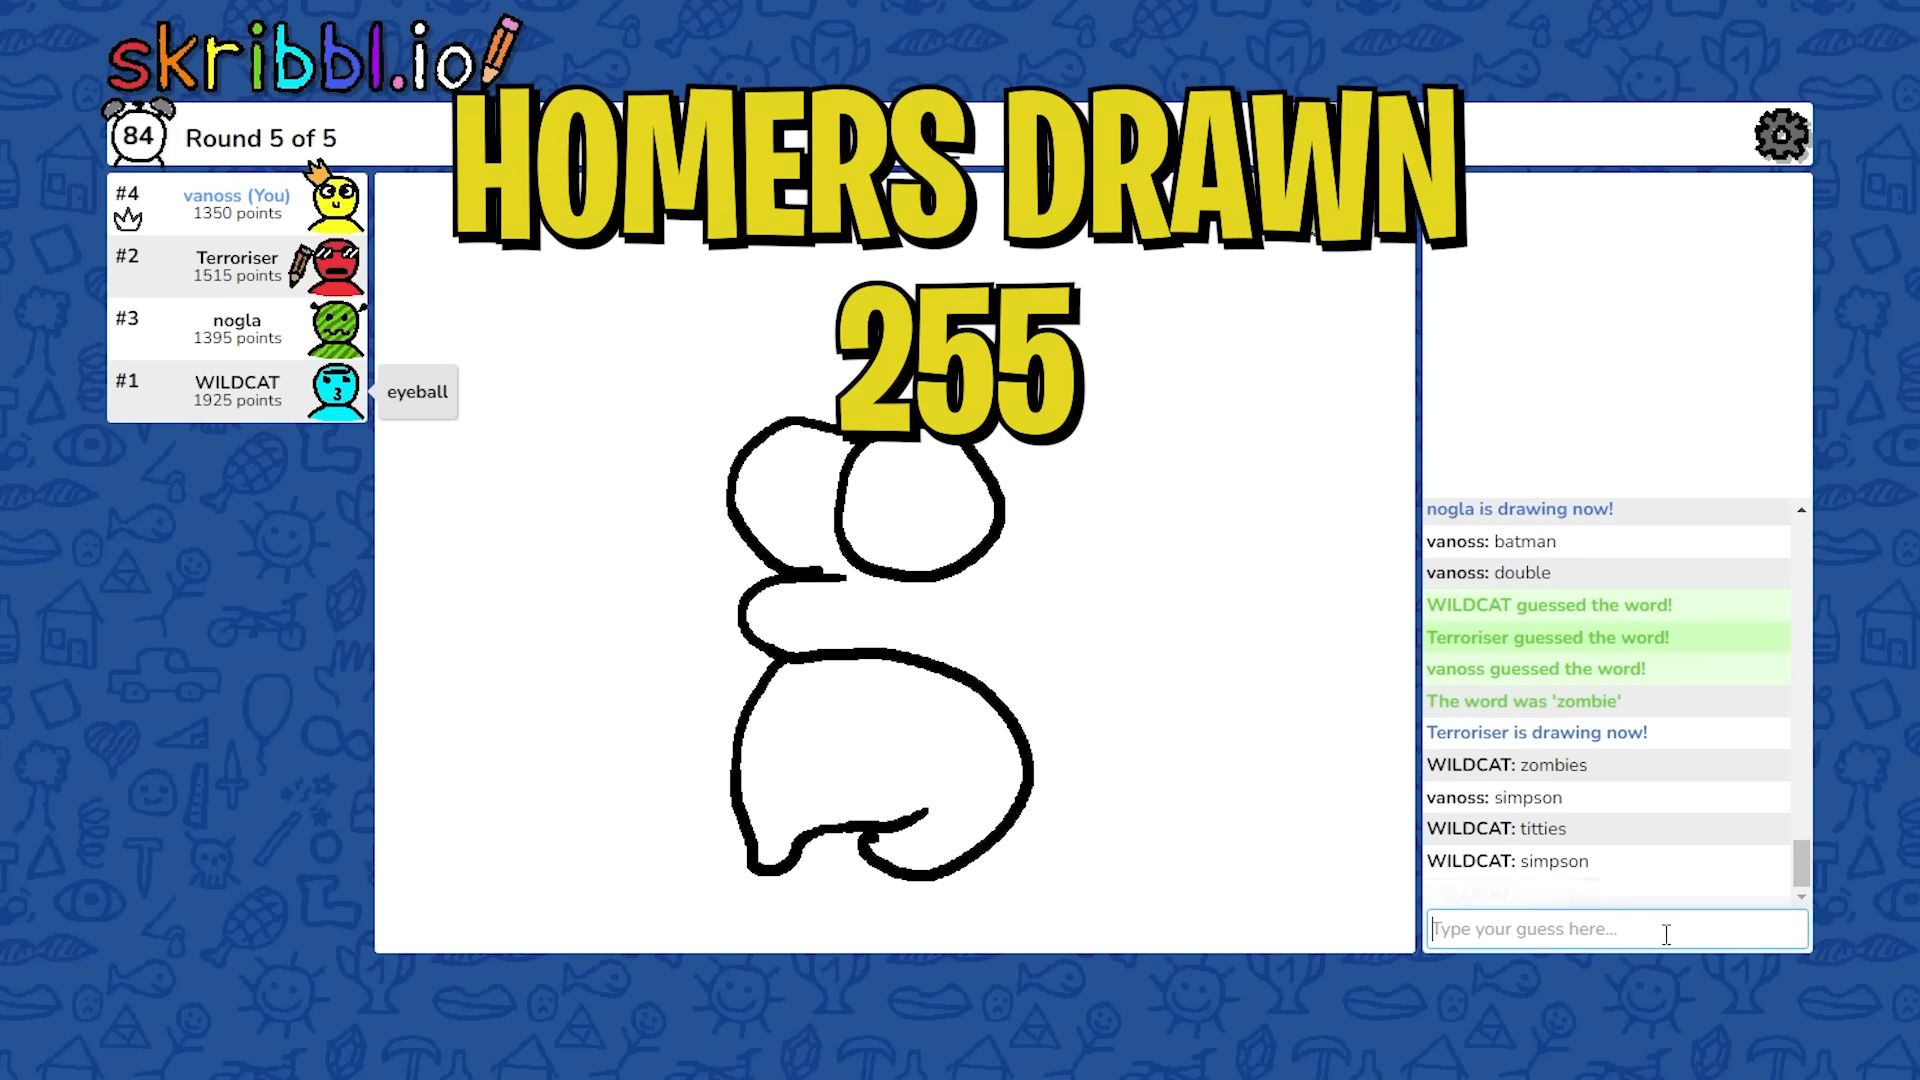 skribbl.io
HOMERS DRAWN
255
84
Round 5 of 5
#4
vanoss (You)
1350 points
#2
Terroriser
1515 points
#3
nogla
1395 points
#1
WILDCAT
1925 points
eyeball
nogla is drawing now!
vanoss: batman
vanoss: double
WILDCAT guessed the word!
Terroriser guessed the word!
vanoss guessed the word!
The word was 'zombie'
Terroriser is drawing now!
WILDCAT: zombies
vanoss: simpson
WILDCAT: titties
WILDCAT: simpson
Type your guess here...